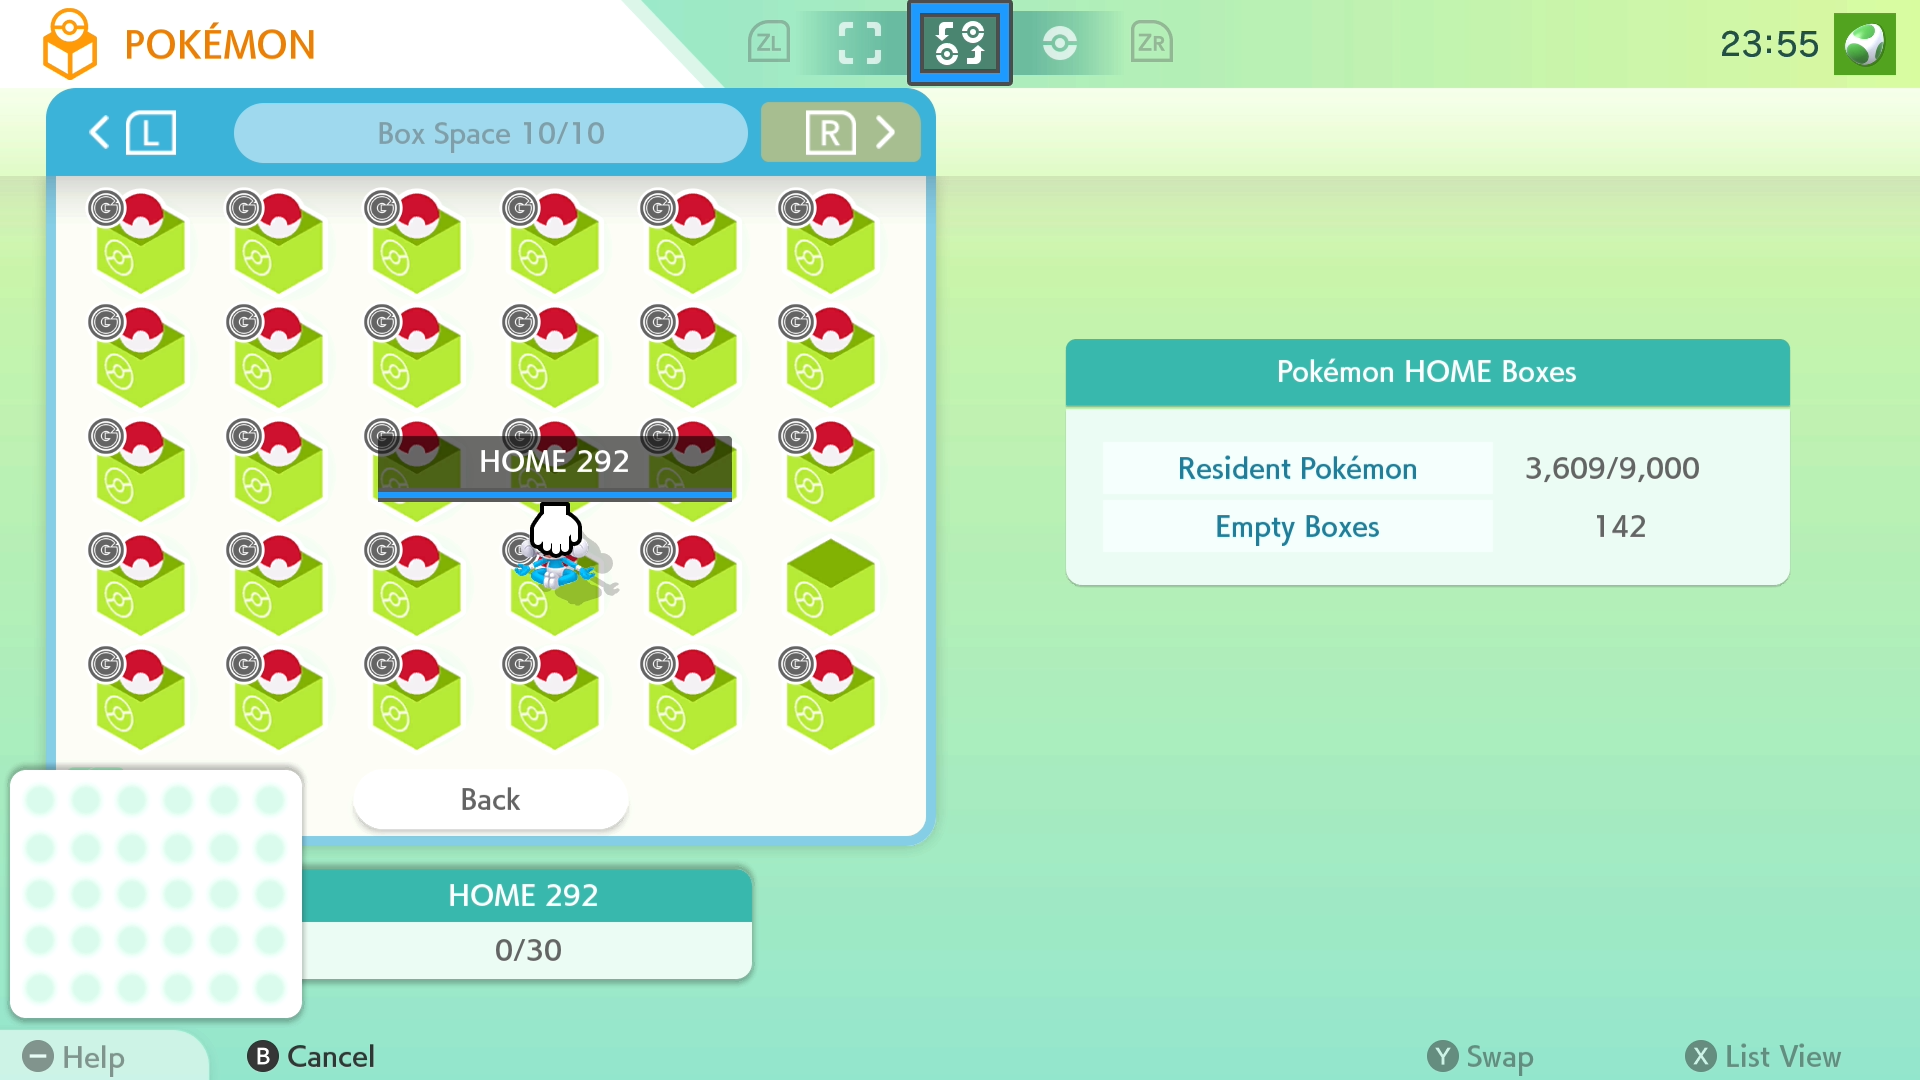 POKÉMON
ZL
ZR
23:55
L
Box Space 10/10
R
HOME 292
Pokémon HOME Boxes
Resident Pokémon 3,609/9,000
Empty Boxes 142
Back
HOME 292
0/30
Help
B Cancel
Y Swap
X List View